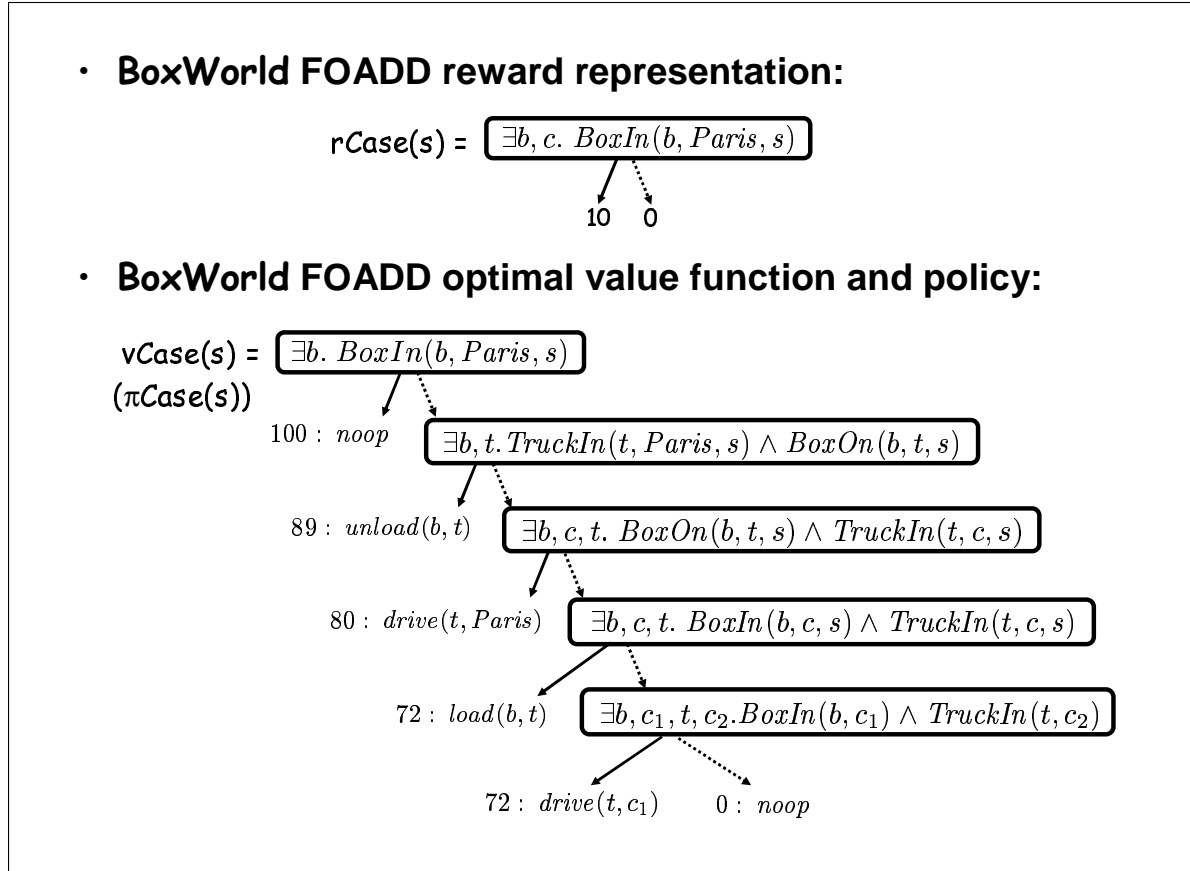 · BoxWorld FOADD reward representation:
rCase(s) = ∃b, c. BoxIn(b, Paris, s)
10 0
· BoxWorld FOADD optimal value function and policy:
vCase(s) = ∃b. BoxIn(b, Paris, s)
(πCase(s))
100 : noop ∃b, t. TruckIn(t, Paris, s) ∧ BoxOn(b, t, s)
89 : unload(b, t) ∃b, c, t. BoxOn(b, t, s) ∧ TruckIn(t, c, s)
80 : drive(t, Paris) ∃b, c, t. BoxIn(b, c, s) ∧ TruckIn(t, c, s)
72 : load(b, t) ∃b, c₁, t, c₂. BoxIn(b, c₁) ∧ TruckIn(t, c₂)
72 : drive(t, c₁) 0 : noop